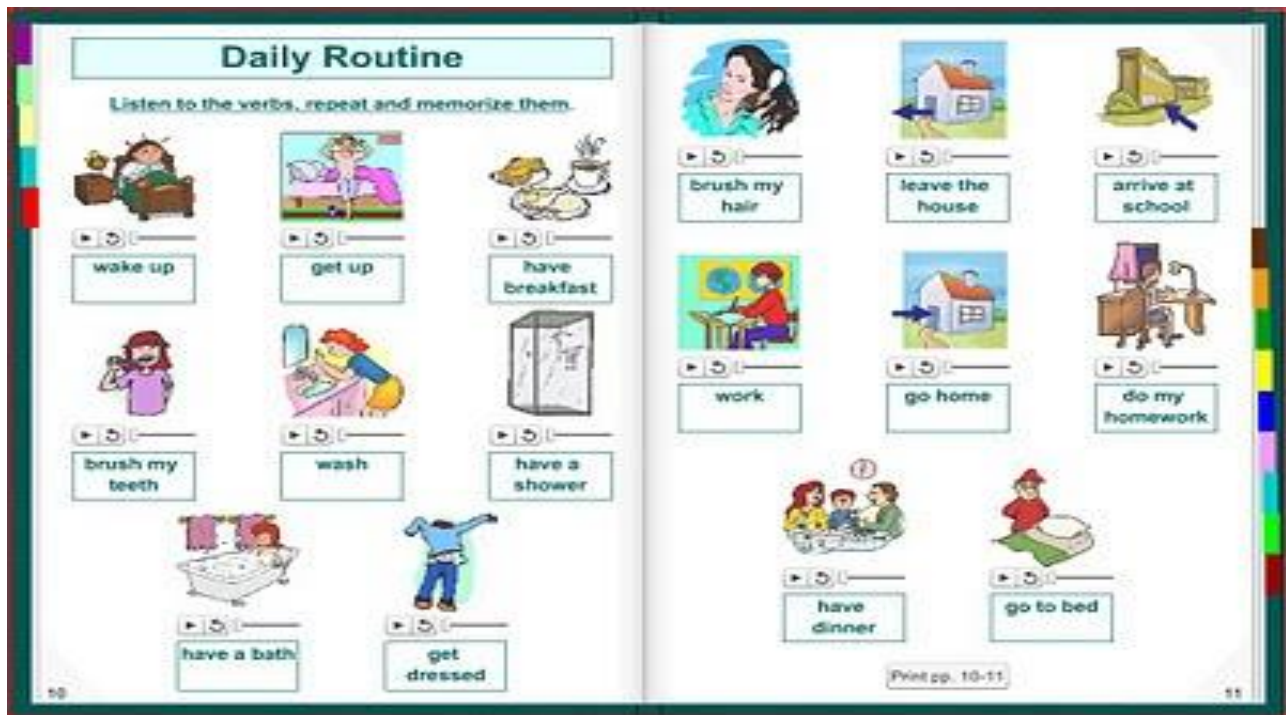 Daily Routine
Listen to the verbs, repeat and memorize them.
wake up
get up
have
breakfast
brush my
teeth
wash
have a
shower
have a bath
get
dressed
10
brush my
hair
leave the
house
arrive at
school
work
go home
do my
homework
have
dinner
go to bed
Print pp. 10-11
11